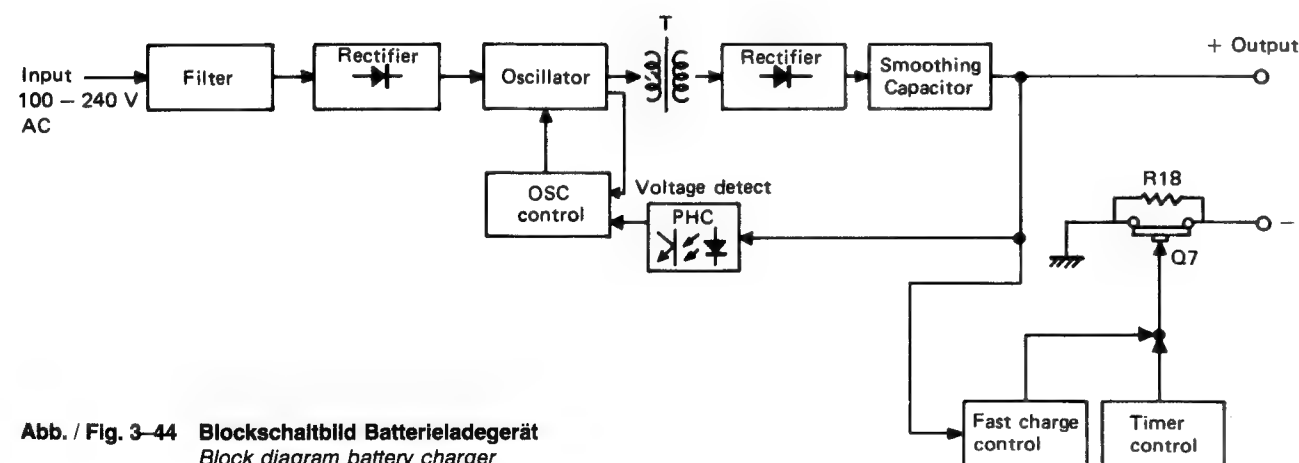 T
Input
100 – 240 V
AC
Filter
Rectifier
Oscillator
Rectifier
Smoothing
Capacitor
+ Output
OSC
control
Voltage detect
PHC
R18
–
Q7
Fast charge
control
Timer
control
Abb. / Fig. 3–44 Blockschaltbild Batterieladegerät
Block diagram battery charger